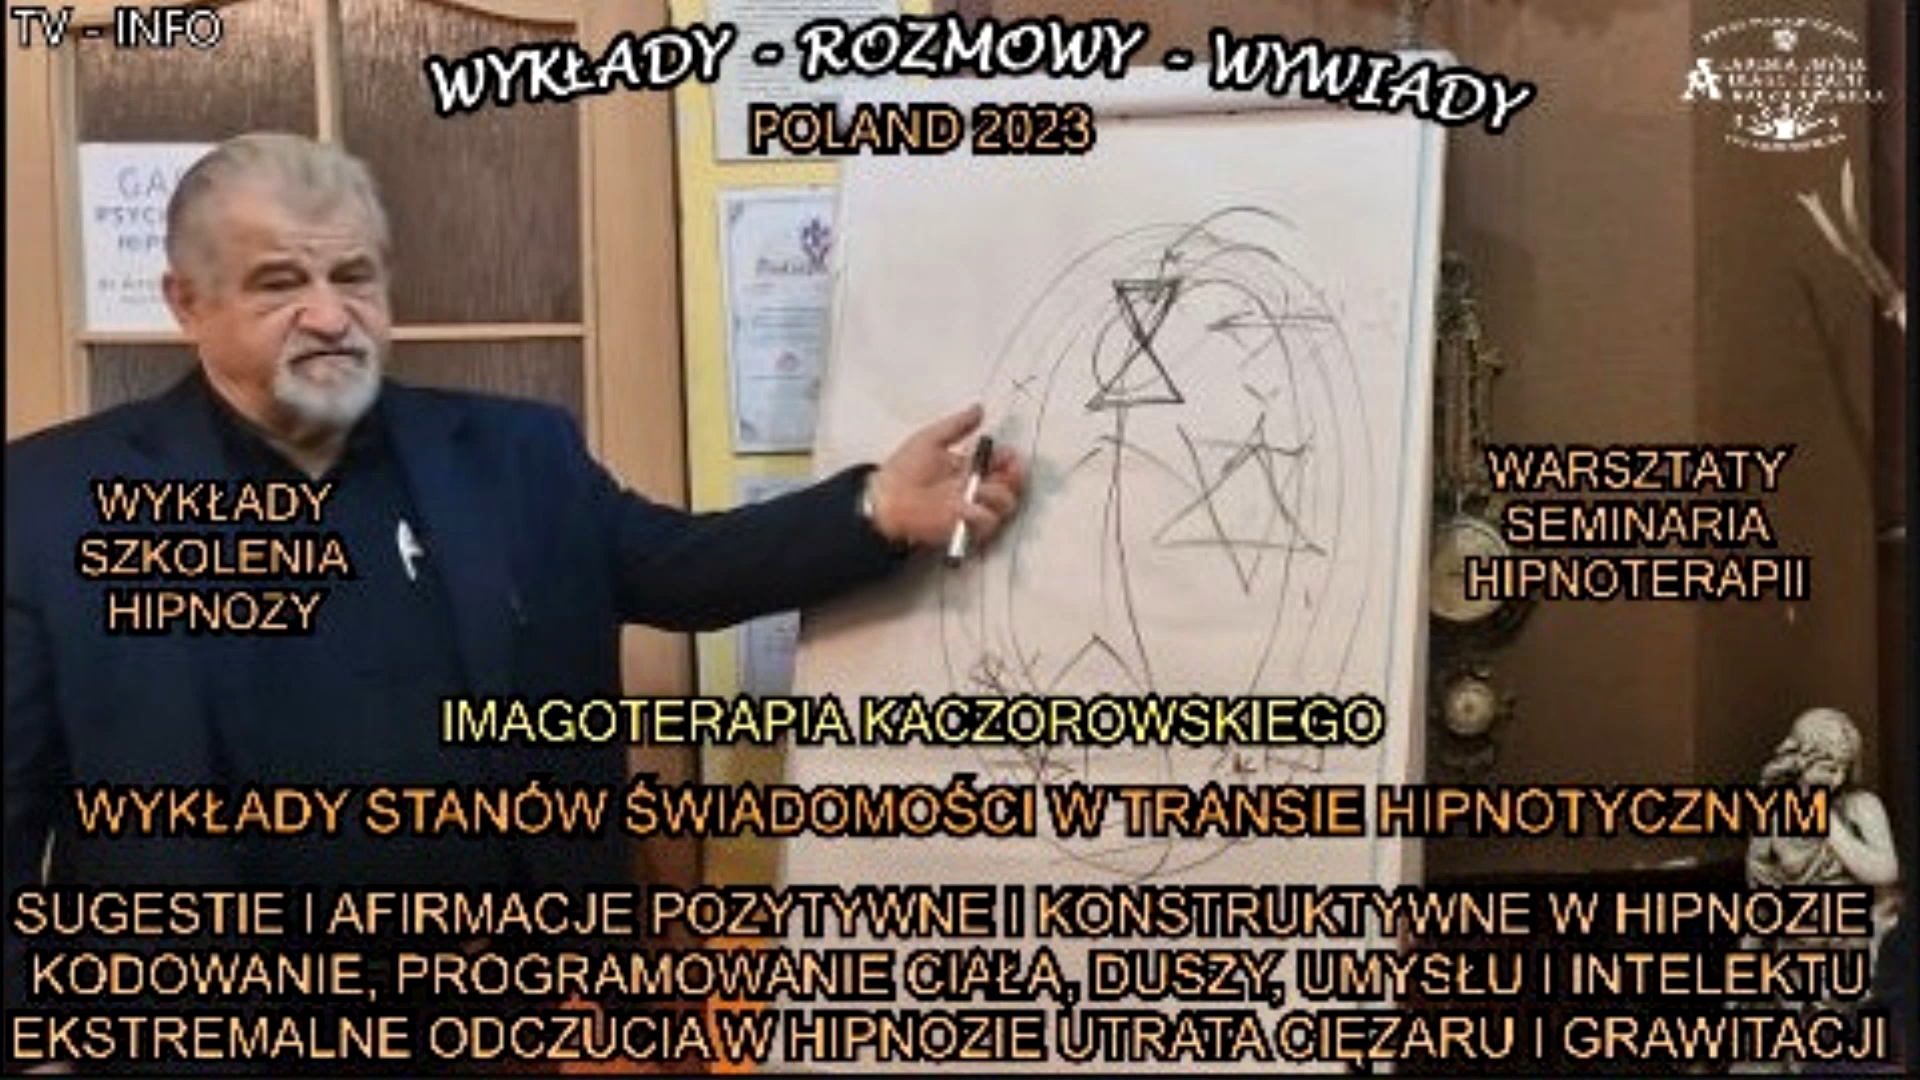 TV - INFO
WYKŁADY - ROZMOWY - WYWIADY
POLAND 2023
WYKŁADY
SZKOLENIA
HIPNOZY
WARSZTATY
SEMINARIA
HIPNOTERAPII
IMAGOTERAPIA KACZOROWSKIEGO
WYKŁADY STANÓW ŚWIADOMOŚCI W TRANSIE HIPNOTYCZNYM
SUGESTIE I AFIRMACJE POZYTYWNE I KONSTRUKTYWNE W HIPNOZIE
KODOWANIE, PROGRAMOWANIE CIAŁA, DUSZY, UMYSŁU I INTELEKTU
EKSTREMALNE ODCZUCIA W HIPNOZIE UTRATA CIĘŻARU I GRAWITACJI